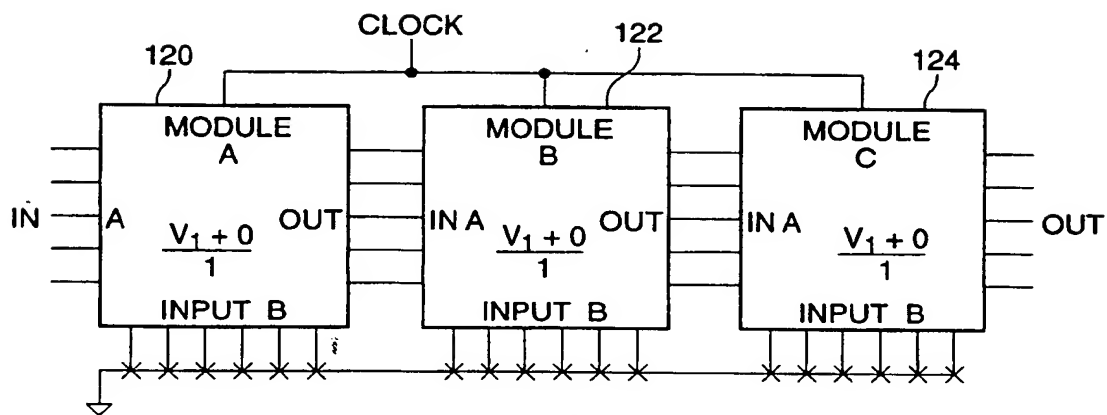 CLOCK
120
122
124
MODULE
A
MODULE
B
MODULE
C
IN
A
OUT
IN A
OUT
IN A
OUT
V₁ + 0
1
V₁ + 0
1
V₁ + 0
1
INPUT B
INPUT B
INPUT B